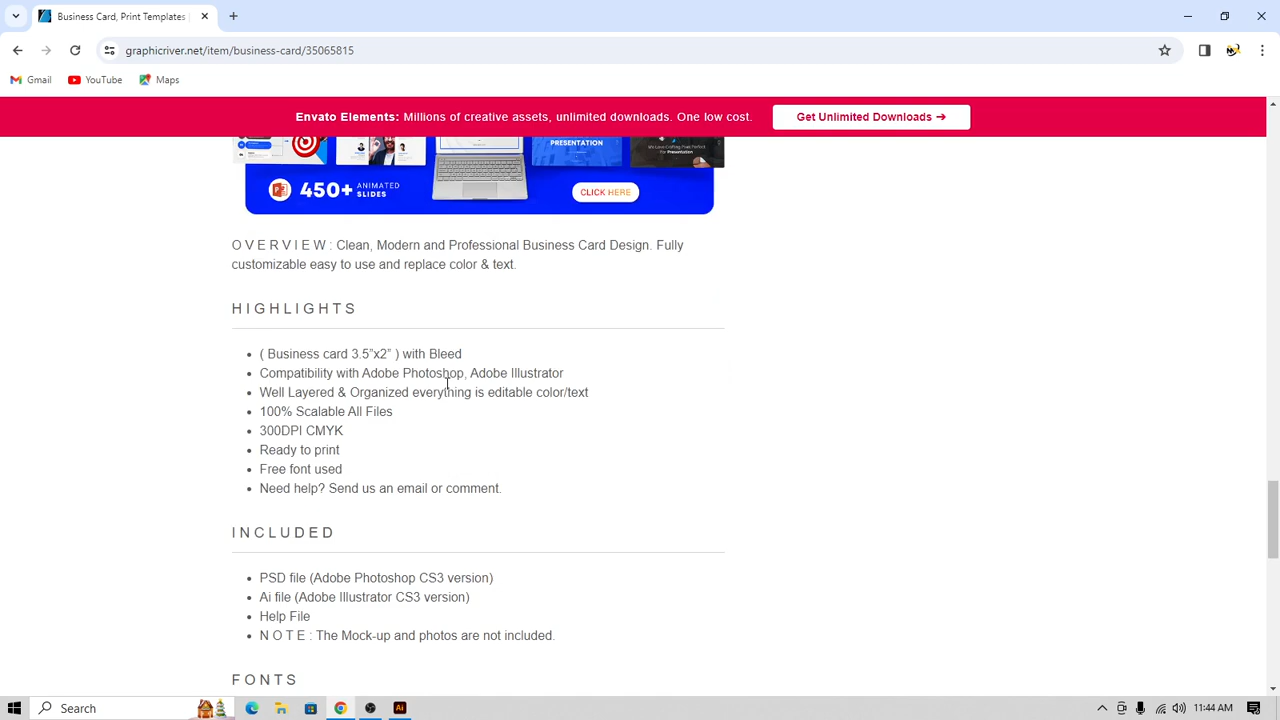 Business Card, Print Templates
graphicriver.net/item/business-card/35065815
Gmail
YouTube
Maps
Envato Elements: Millions of creative assets, unlimited downloads. One low cost.
Get Unlimited Downloads ➔
PRESENTATION
450+ ANIMATED SLIDES
CLICK HERE
O V E R V I E W : Clean, Modern and Professional Business Card Design. Fully
customizable easy to use and replace color & text.
H I G H L I G H T S
( Business card 3.5”x2” ) with Bleed
Compatibility with Adobe Photoshop, Adobe Illustrator
Well Layered & Organized everything is editable color/text
100% Scalable All Files
300DPI CMYK
Ready to print
Free font used
Need help? Send us an email or comment.
I N C L U D E D
PSD file (Adobe Photoshop CS3 version)
Ai file (Adobe Illustrator CS3 version)
Help File
N O T E : The Mock-up and photos are not included.
F O N T S
Search
Ai
11:44 AM